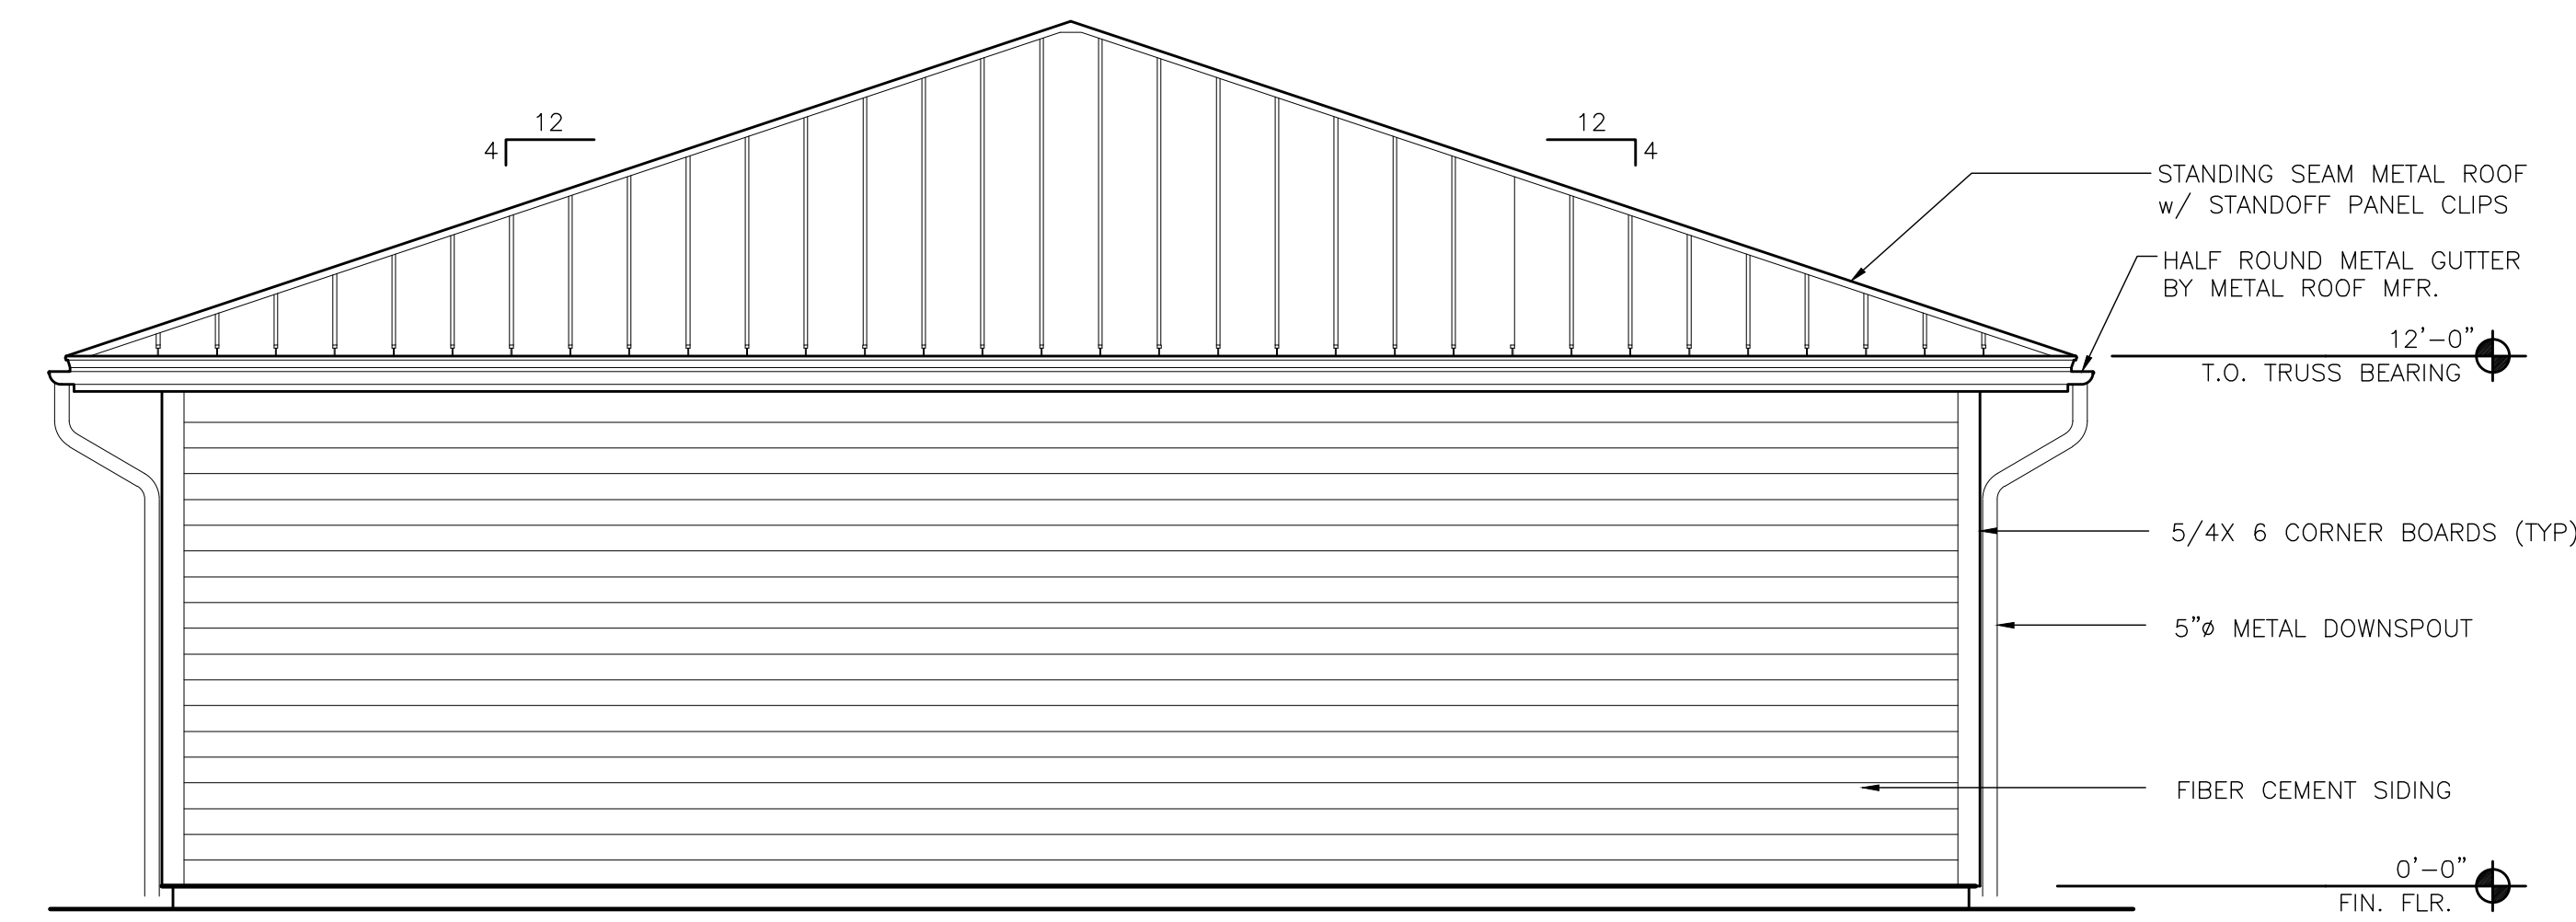 12
4
12
4
STANDING SEAM METAL ROOF
w/ STANDOFF PANEL CLIPS
HALF ROUND METAL GUTTER
BY METAL ROOF MFR.
12'-0"
T.O. TRUSS BEARING
5/4X 6 CORNER BOARDS (TYP)
5"ø METAL DOWNSPOUT
FIBER CEMENT SIDING
0'-0"
FIN. FLR.